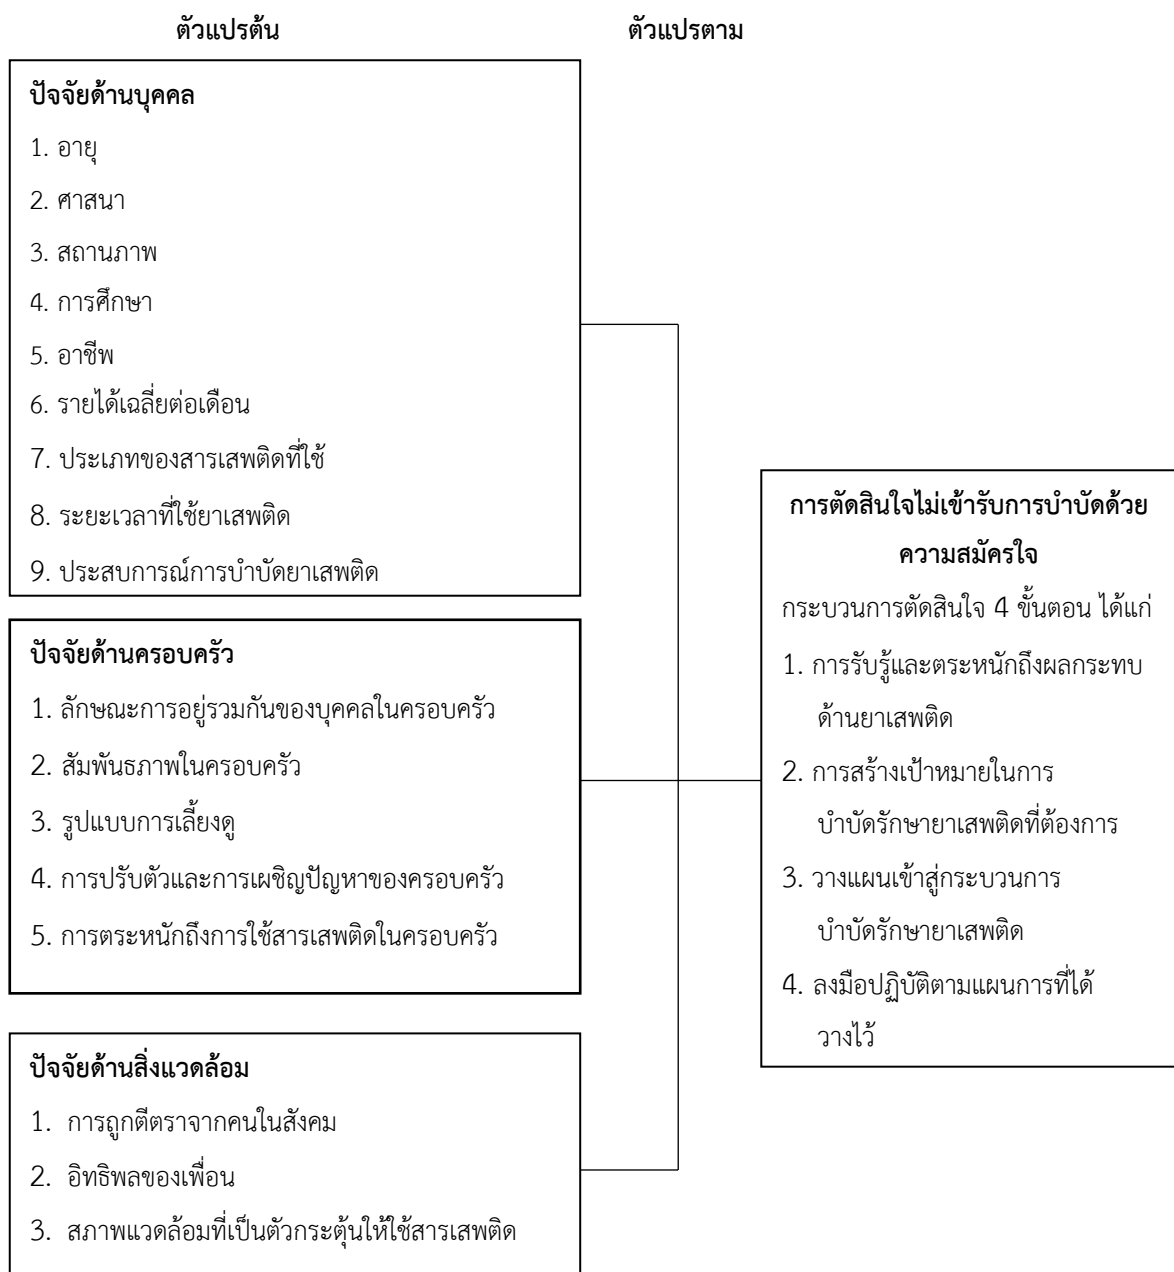 ตัวแปรต้น
ตัวแปรตาม
ปัจจัยด้านบุคคล
1. อายุ
2. ศาสนา
3. สถานภาพ
4. การศึกษา
5. อาชีพ
6. รายได้เฉลี่ยต่อเดือน
7. ประเภทของสารเสพติดที่ใช้
8. ระยะเวลาที่ใช้ยาเสพติด
9. ประสบการณ์การบำบัดยาเสพติด
ปัจจัยด้านครอบครัว
1. ลักษณะการอยู่รวมกันของบุคคลในครอบครัว
2. สัมพันธภาพในครอบครัว
3. รูปแบบการเลี้ยงดู
4. การปรับตัวและการเผชิญปัญหาของครอบครัว
5. การตระหนักถึงการใช้สารเสพติดในครอบครัว
ปัจจัยด้านสิ่งแวดล้อม
1. การถูกตีตราจากคนในสังคม
2. อิทธิพลของเพื่อน
3. สภาพแวดล้อมที่เป็นตัวกระตุ้นให้ใช้สารเสพติด
การตัดสินใจไม่เข้ารับการบำบัดด้วย
ความสมัครใจ
กระบวนการตัดสินใจ 4 ขั้นตอน ได้แก่
1. การรับรู้และตระหนักถึงผลกระทบ
ด้านยาเสพติด
2. การสร้างเป้าหมายในการ
บำบัดรักษายาเสพติดที่ต้องการ
3. วางแผนเข้าสู่กระบวนการ
บำบัดรักษายาเสพติด
4. ลงมือปฏิบัติตามแผนการที่ได้
วางไว้